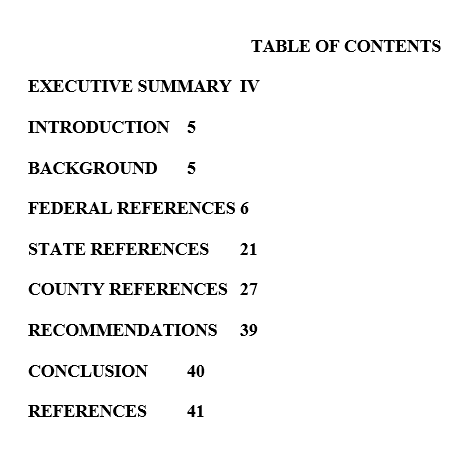 TABLE OF CONTENTS
EXECUTIVE SUMMARY IV
INTRODUCTION 5
BACKGROUND 5
FEDERAL REFERENCES 6
STATE REFERENCES 21
COUNTY REFERENCES 27
RECOMMENDATIONS 39
CONCLUSION 40
REFERENCES 41